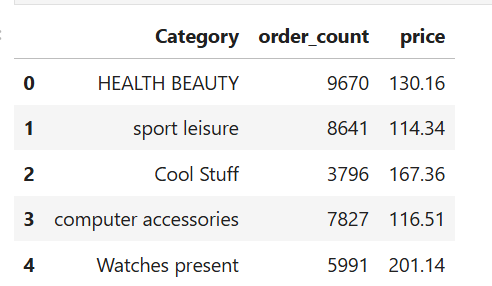 Category order_count price
0 HEALTH BEAUTY 9670 130.16
1 sport leisure 8641 114.34
2 Cool Stuff 3796 167.36
3 computer accessories 7827 116.51
4 Watches present 5991 201.14